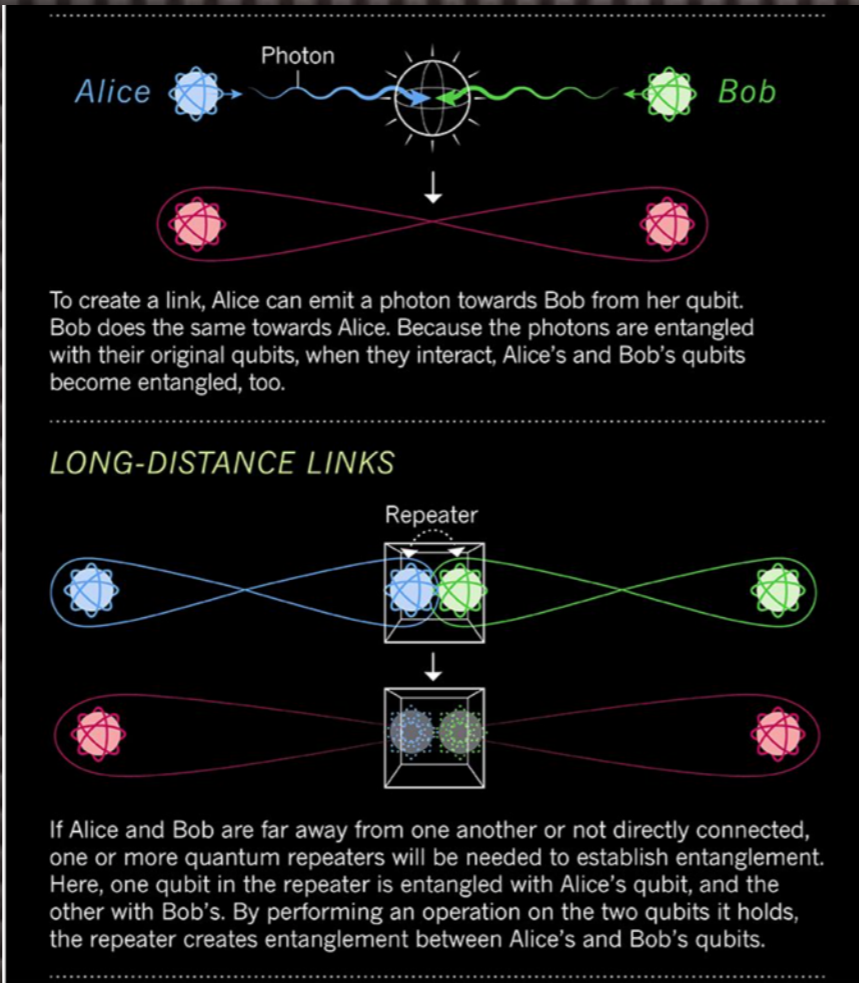 Photon
Alice
Bob
To create a link, Alice can emit a photon towards Bob from her qubit.
Bob does the same towards Alice. Because the photons are entangled
with their original qubits, when they interact, Alice’s and Bob’s qubits
become entangled, too.
LONG-DISTANCE LINKS
Repeater
If Alice and Bob are far away from one another or not directly connected,
one or more quantum repeaters will be needed to establish entanglement.
Here, one qubit in the repeater is entangled with Alice’s qubit, and the
other with Bob’s. By performing an operation on the two qubits it holds,
the repeater creates entanglement between Alice’s and Bob’s qubits.